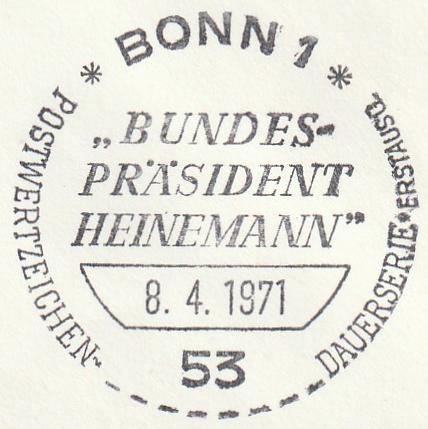 * BONN 1 *
POSTWERTZEICHEN-
DAUERSERIE • ERSTAUSG.
„BUNDES-
PRÄSIDENT
HEINEMANN”
8. 4. 1971
53